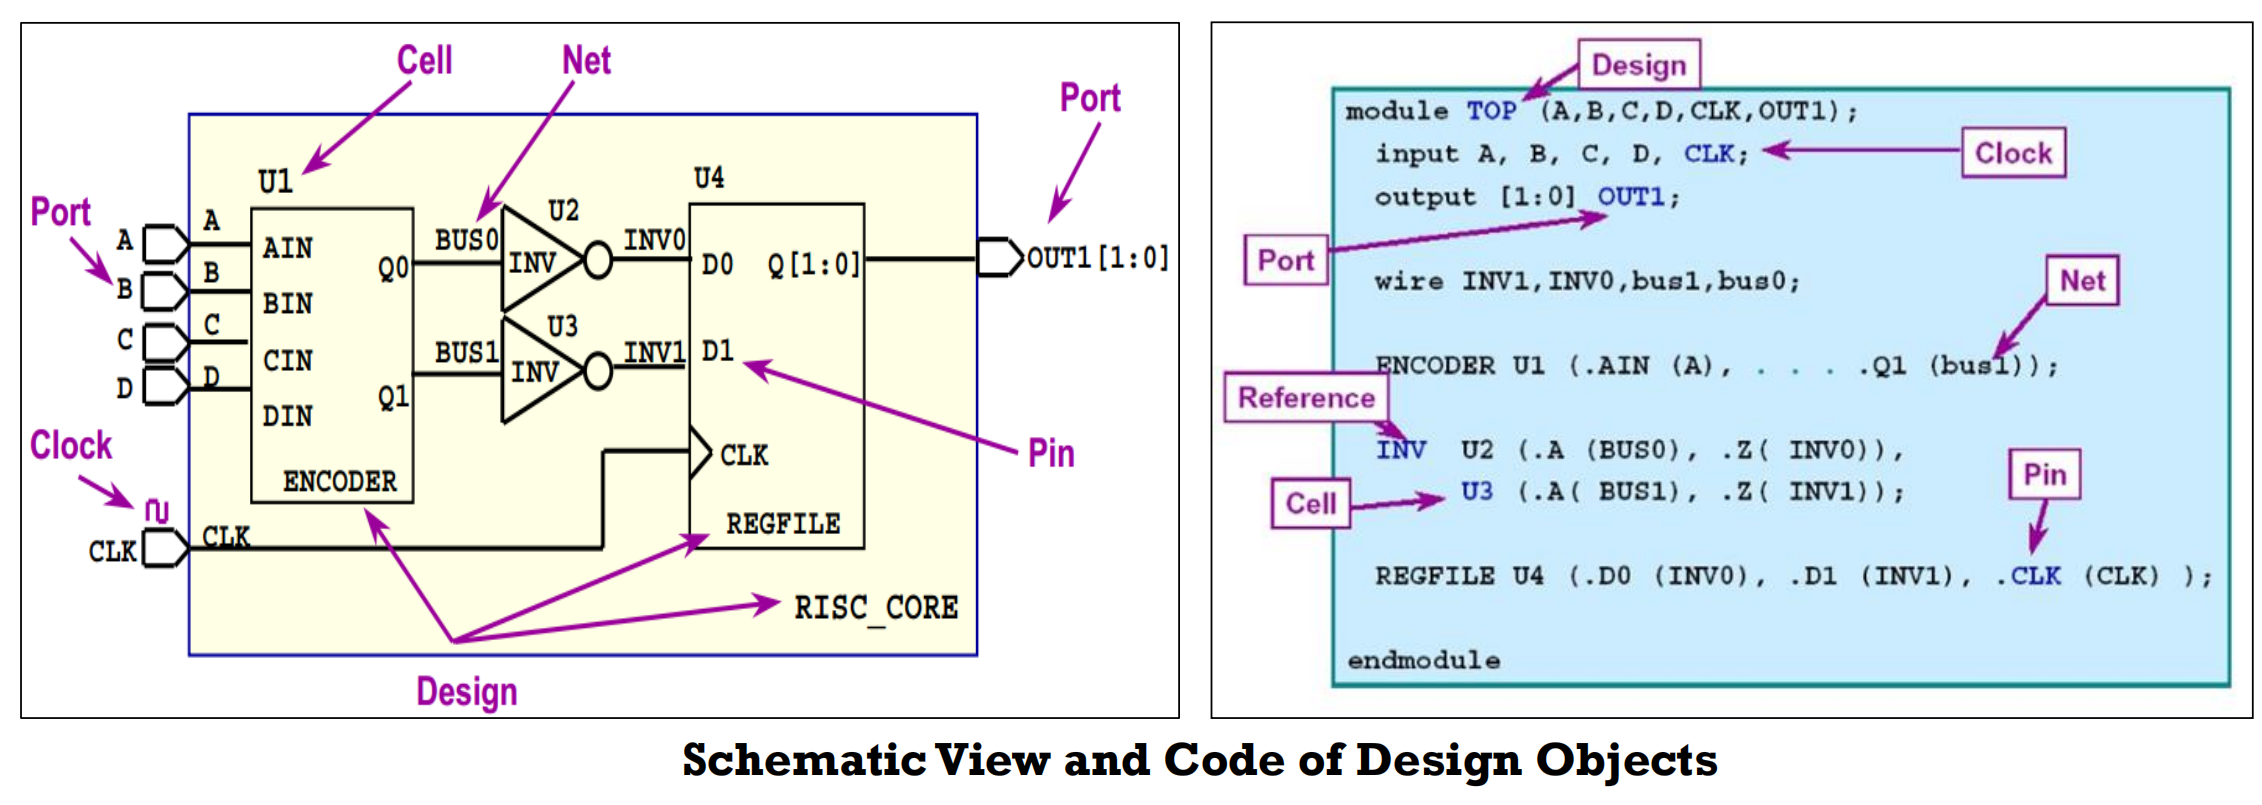 Cell
Net
Port
U1
U4
Port
A
A
AIN
Q0
BUS0
U2
INV
INV0
D0
Q[1:0]
OUT1[1:0]
B
B
BIN
C
C
CIN
U3
BUS1
INV
INV1
D1
D
D
DIN
Q1
Pin
Clock
CLK
ENCODER
REGFILE
CLK
CLK
RISC_CORE
Design
Design
module TOP (A,B,C,D,CLK,OUT1);
input A, B, C, D, CLK;
Clock
output [1:0] OUT1;
Port
wire INV1,INV0,bus1,bus0;
Net
ENCODER U1 (.AIN (A), . . . .Q1 (bus1));
Reference
INV U2 (.A (BUS0), .Z( INV0)),
Pin
Cell
U3 (.A( BUS1), .Z( INV1));
REGFILE U4 (.D0 (INV0), .D1 (INV1), .CLK (CLK) );
endmodule
Schematic View and Code of Design Objects